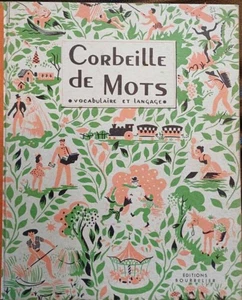 Corbeille
de Mots
• VOCABULAIRE ET LANGAGE •
EDITIONS
BOURRELIER